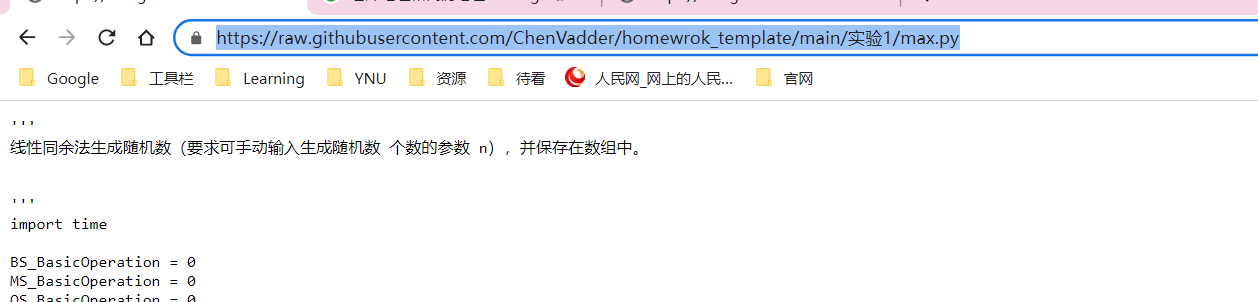 https://raw.githubusercontent.com/ChenVadder/homewrok_template/main/实验1/max.py
Google 工具栏 Learning YNU 资源 待看 人民网_网上的人民... 官网
'''
线性同余法生成随机数（要求可手动输入生成随机数 个数的参数 n），并保存在数组中。
'''
import time
BS_BasicOperation = 0
MS_BasicOperation = 0
QS_BasicOperation = 0